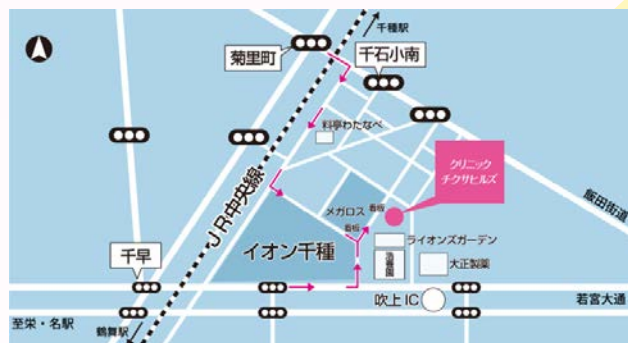 千種駅
菊里町
千石小南
料亭わたなべ
クリニック
チクサヒルズ
飯田街道
JR中央線
メガロス
看板
看板
イオン千種
ライオンズガーデン
大正製薬
千早
吹上IC
若宮大通
至栄・名駅
鶴舞駅